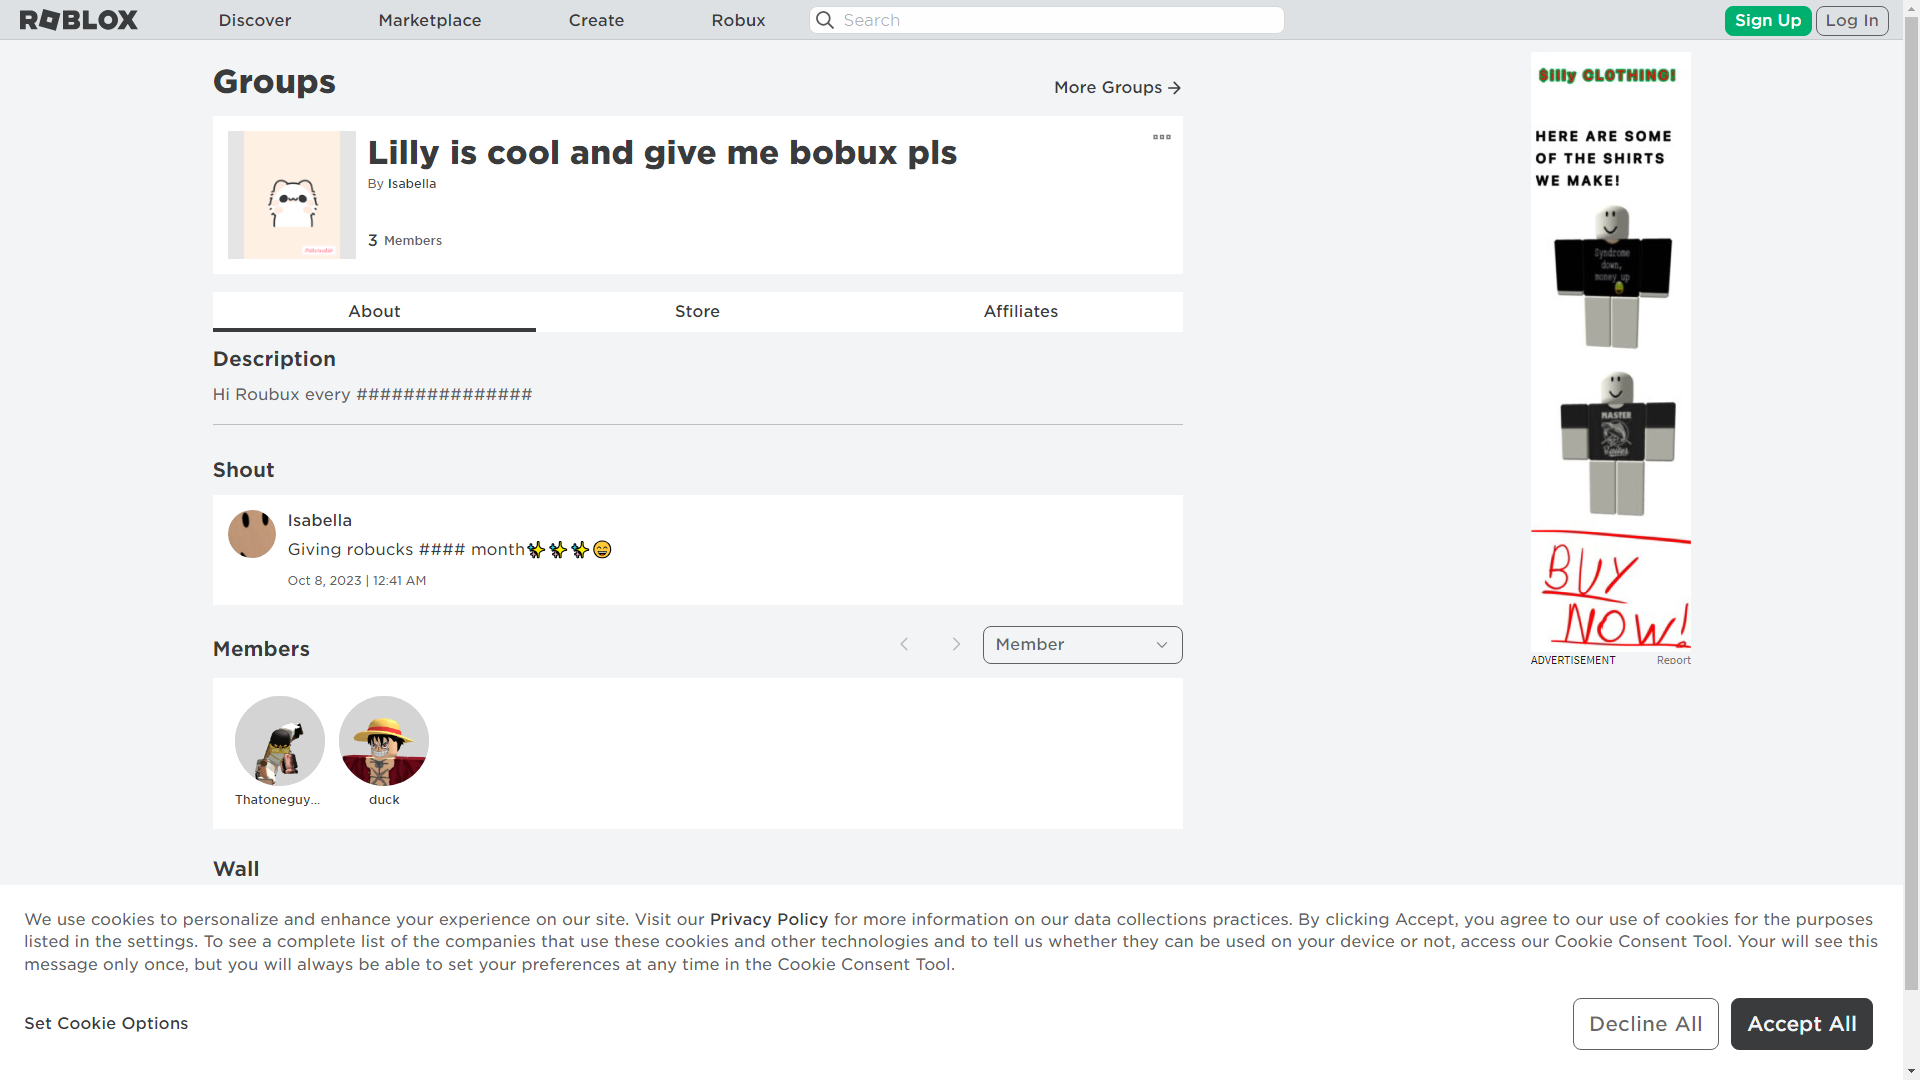 ROBLOX
Discover
Marketplace
Create
Robux
Search
Sign Up
Log In
Groups
More Groups →
Lilly is cool and give me bobux pls
By Isabella
3 Members
About
Store
Affiliates
Description
Hi Roubux every ###############
Shout
Isabella
Giving robucks #### month✨✨✨😄
Oct 8, 2023 | 12:41 AM
Members
Member
Thatoneguy...
duck
Wall
$illy CLOTHING!
HERE ARE SOME
OF THE SHIRTS
WE MAKE!
Syndrome
down,
money up
MASTER
BUY
NOW!
ADVERTISEMENT
Report
We use cookies to personalize and enhance your experience on our site. Visit our Privacy Policy for more information on our data collections practices. By clicking Accept, you agree to our use of cookies for the purposes
listed in the settings. To see a complete list of the companies that use these cookies and other technologies and to tell us whether they can be used on your device or not, access our Cookie Consent Tool. Your will see this
message only once, but you will always be able to set your preferences at any time in the Cookie Consent Tool.
Set Cookie Options
Decline All
Accept All